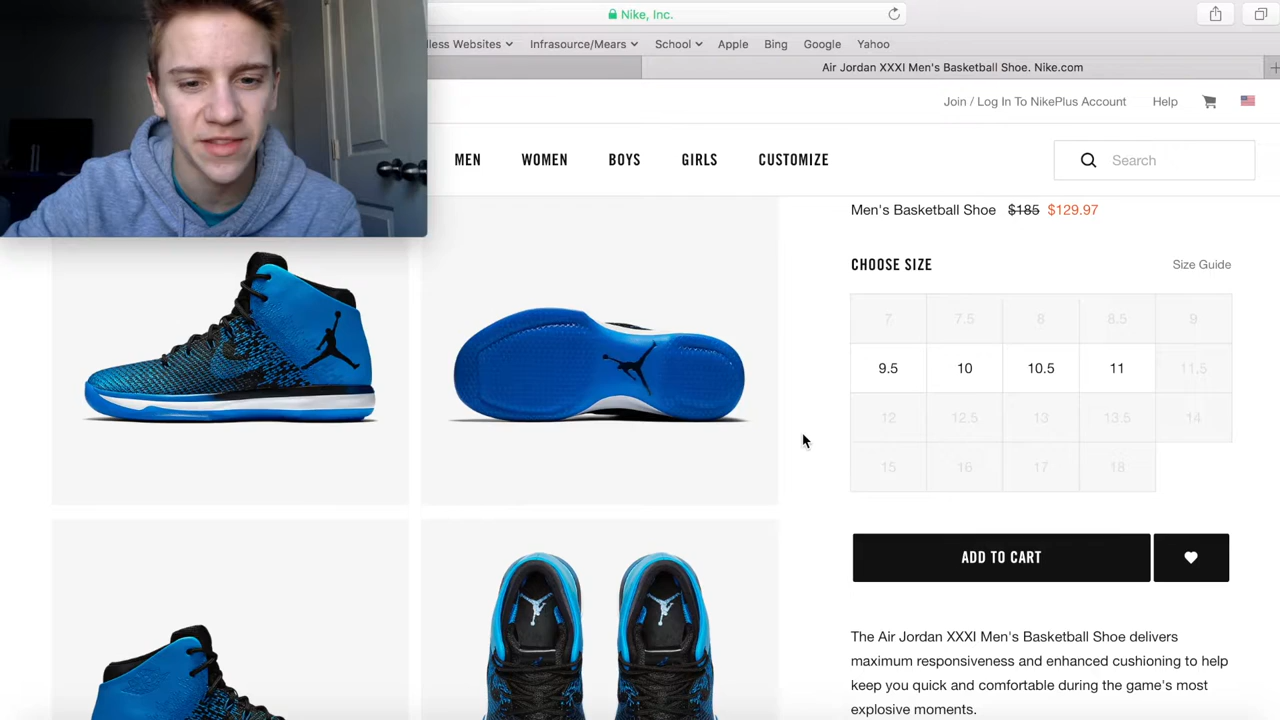 Nike, Inc.
less Websites Infrasource/Mears School Apple Bing Google Yahoo
Air Jordan XXXI Men's Basketball Shoe. Nike.com
Join / Log In To NikePlus Account Help
MEN WOMEN BOYS GIRLS CUSTOMIZE
Search
Men's Basketball Shoe $185 $129.97
CHOOSE SIZE Size Guide
7 7.5 8 8.5 9
9.5 10 10.5 11 11.5
12 12.5 13 13.5 14
15 16 17 18
ADD TO CART
The Air Jordan XXXI Men's Basketball Shoe delivers
maximum responsiveness and enhanced cushioning to help
keep you quick and comfortable during the game's most
explosive moments.